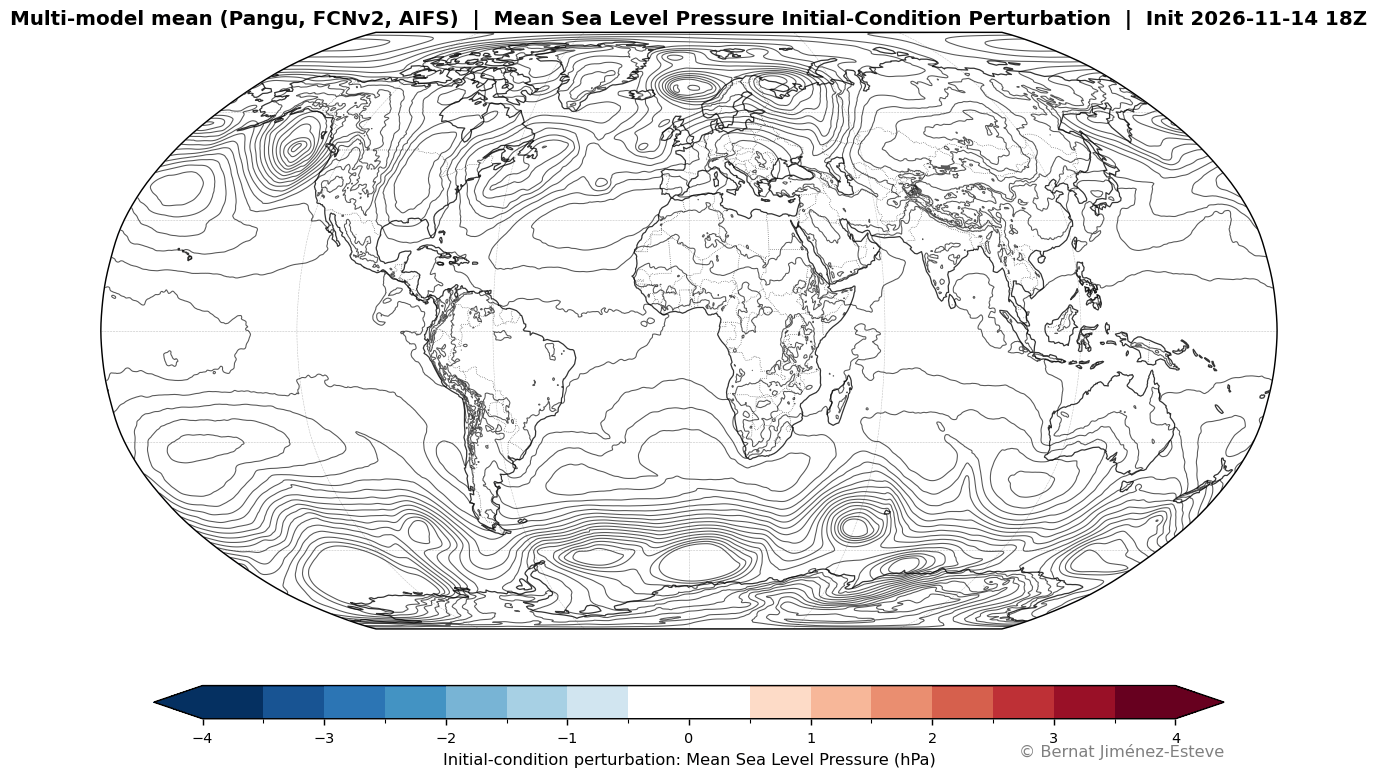 Multi-model mean (Pangu, FCNv2, AIFS)  |  Mean Sea Level Pressure Initial-Condition Perturbation  |  Init 2026-11-14 18Z
−4 −3 −2 −1 0 1 2 3 4
Initial-condition perturbation: Mean Sea Level Pressure (hPa)
© Bernat Jiménez-Esteve